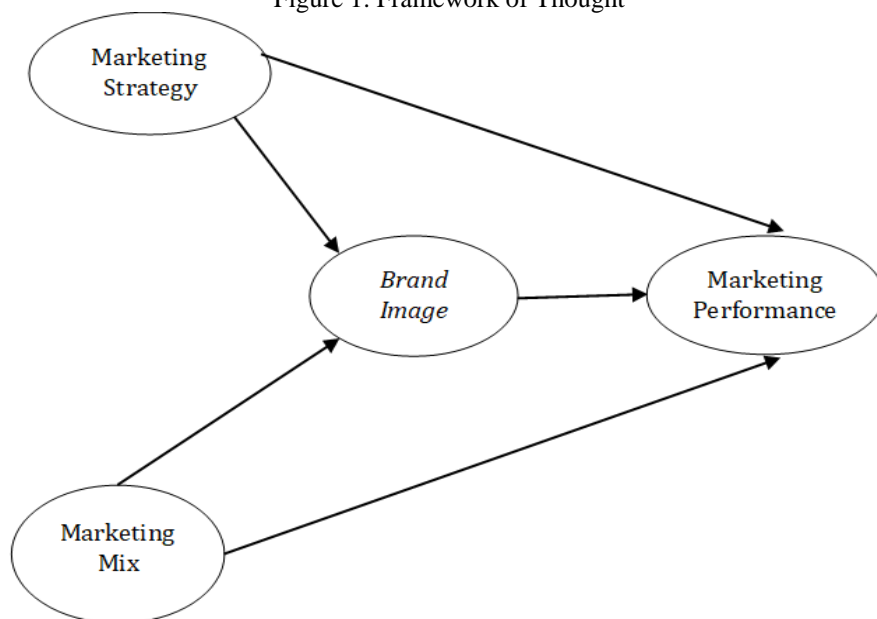 Figure 1. Framework of Thought
Marketing
Strategy
Brand
Image
Marketing
Performance
Marketing
Mix